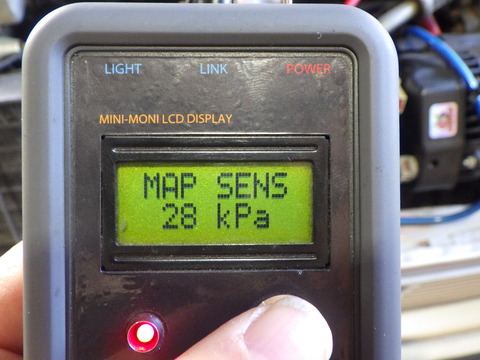 LIGHT LINK POWER
MINI-MONI LCD DISPLAY
MAP SENS
28 kPa